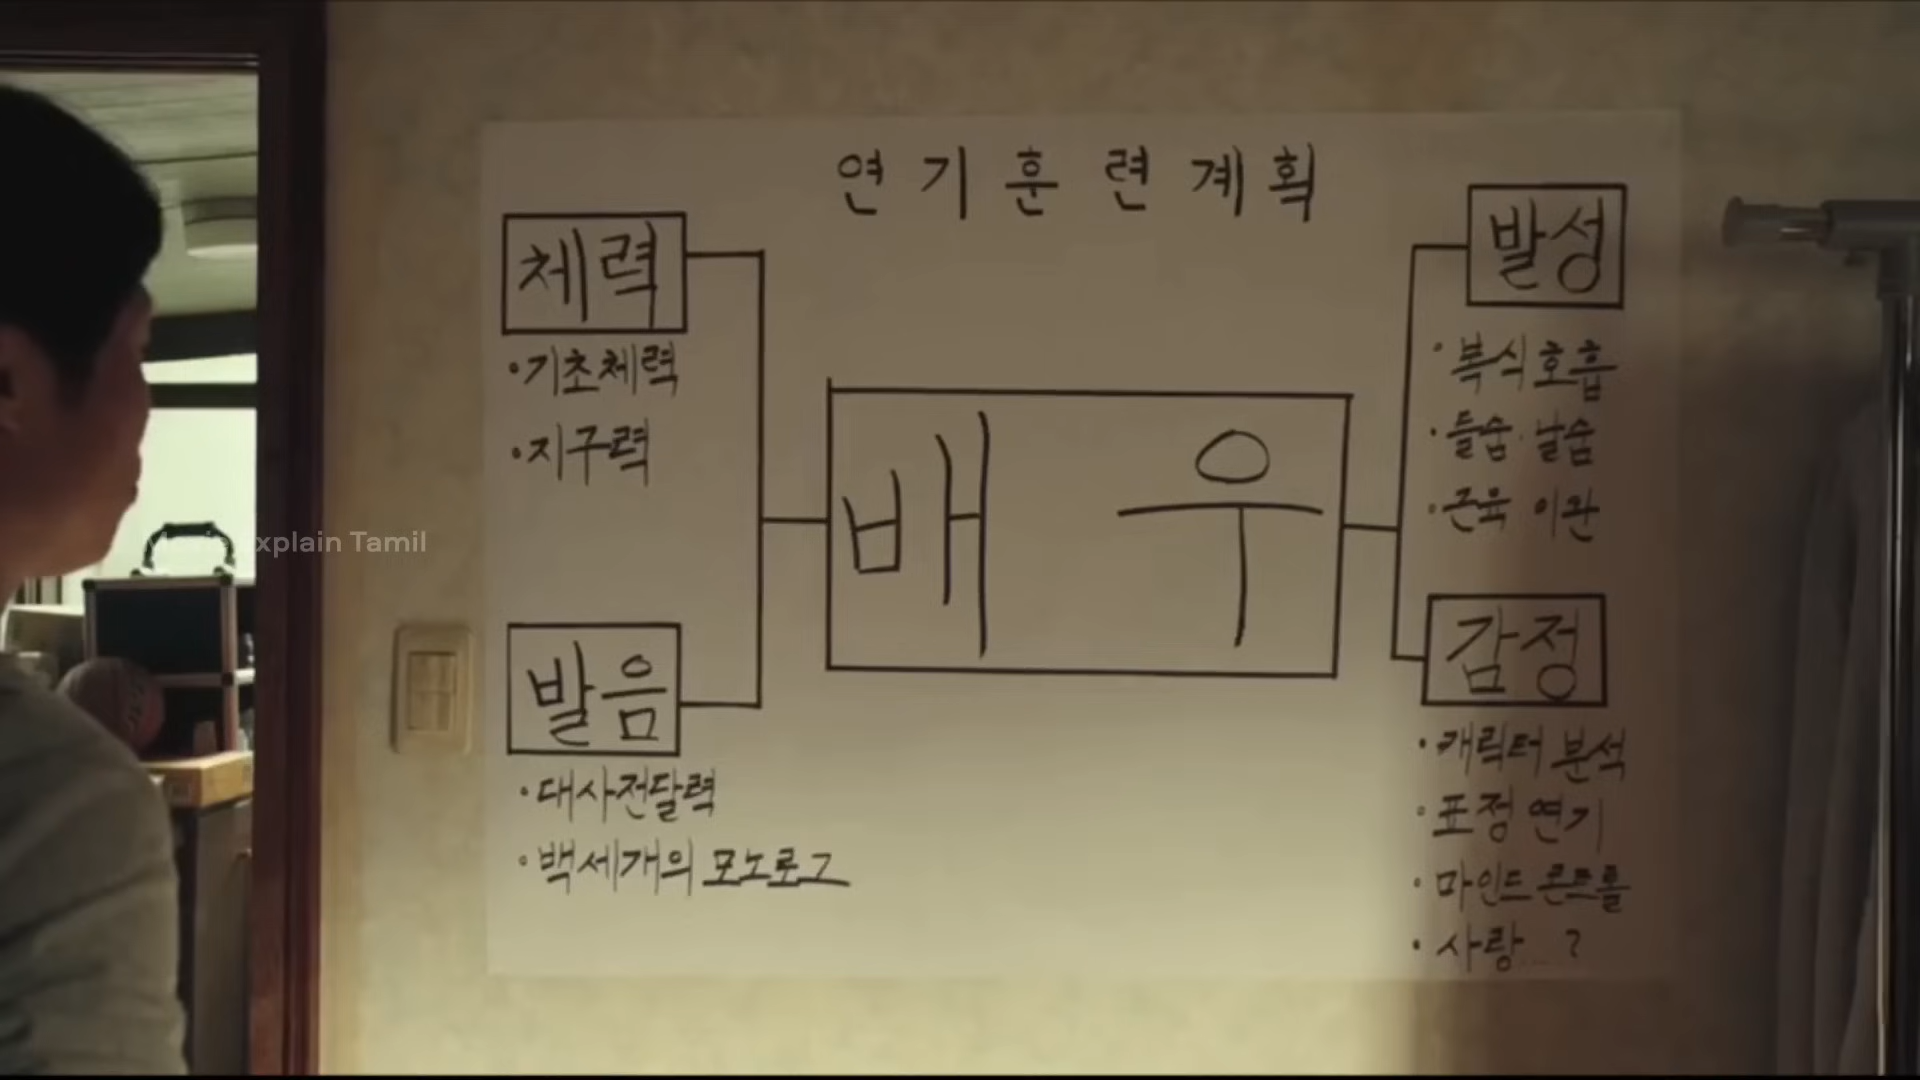 연기훈련계획
체력
·기초체력
·지구력
발음
·대사전달력
·백세개의 모노로그
배우
발성
·복식호흡
·들숨·날숨
·근육 이완
감정
·캐릭터 분석
·표정 연기
·마인드콘트롤
·사랑...?
xplain Tamil